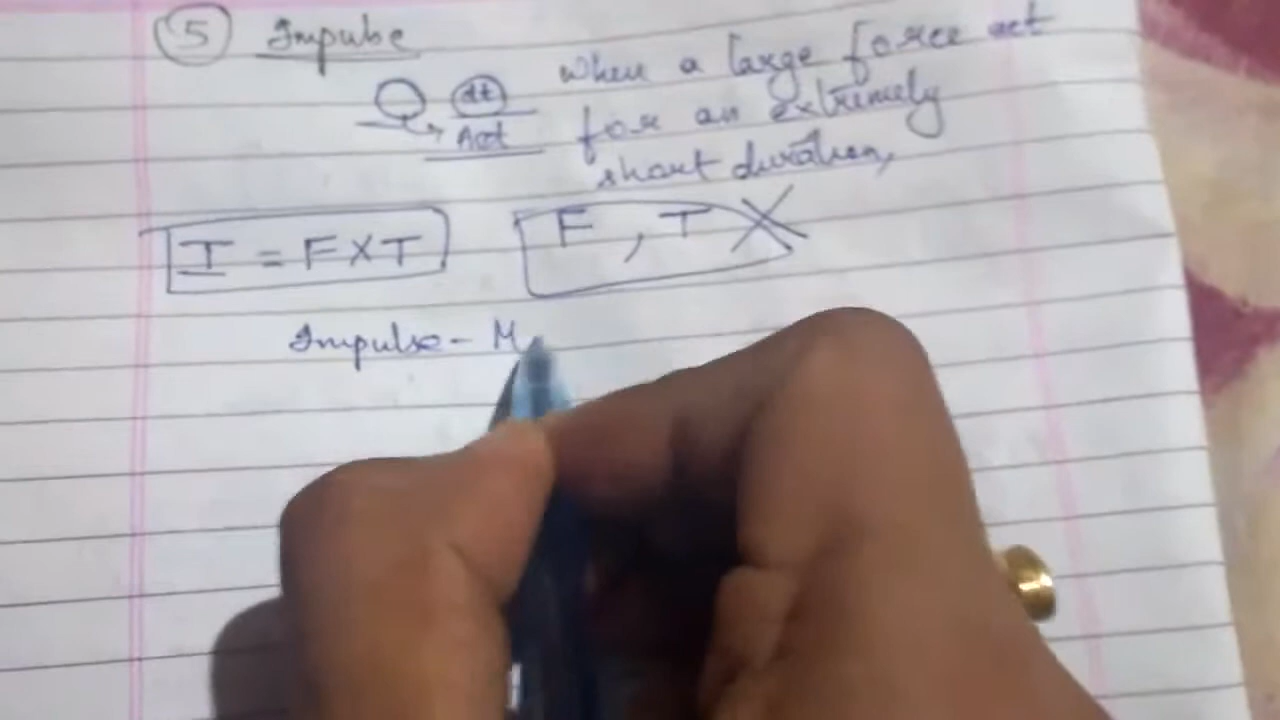 5 Impulse
dt When a large force act
Act for an extremely
short duration,
I = F X T F , T X
Impulse - M